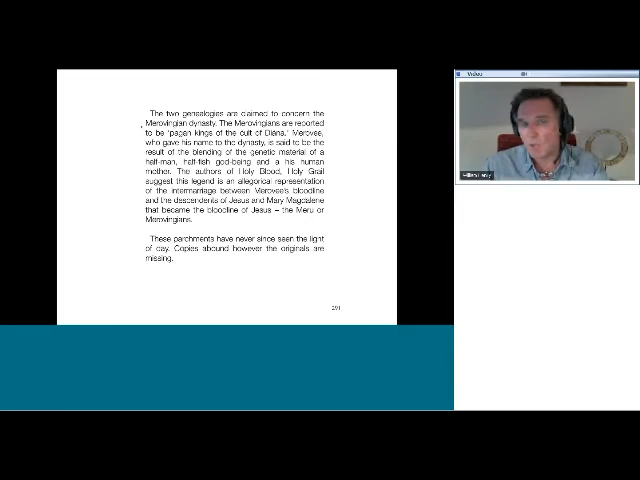 The two genealogies are claimed to concern the
Merovingian dynasty. The Merovingians are reported
to be 'pagan kings of the cult of Diana.' Merovee,
who gave his name to the dynasty, is said to be the
result of the blending of the genetic material of a
half-man, half-fish god-being and a his human
mother. The authors of Holy Blood, Holy Grail
suggest this legend is an allegorical representation
of the intermarriage between Merovee's bloodline
and the descendents of Jesus and Mary Magdalene
that became the bloodline of Jesus – the Meru or
Merovingians.
These parchments have never since seen the light
of day. Copies abound however the originals are
missing.
291
Video
William Henry